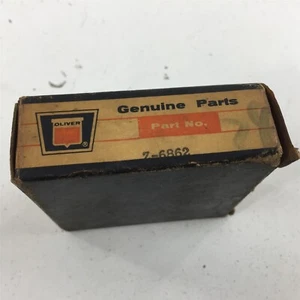 OLIVER
Genuine Parts
Part No.
7-6862